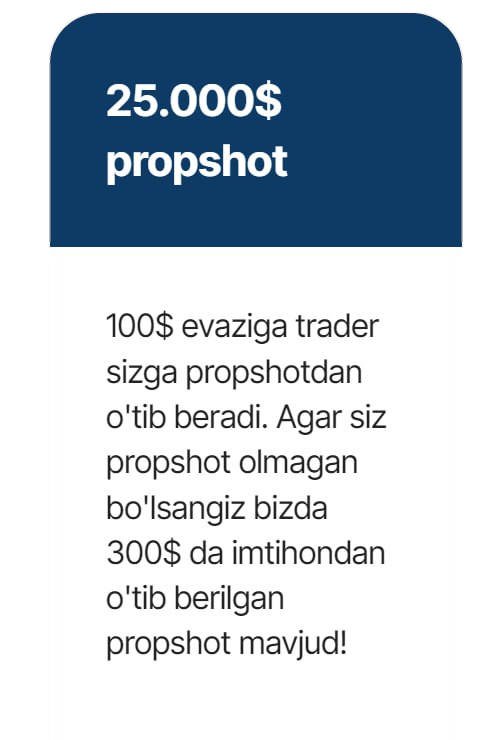 25.000$
propshot
100$ evaziga trader
sizga propshotdan
o'tib beradi. Agar siz
propshot olmagan
bo'lsangiz bizda
300$ da imtihondan
o'tib berilgan
propshot mavjud!